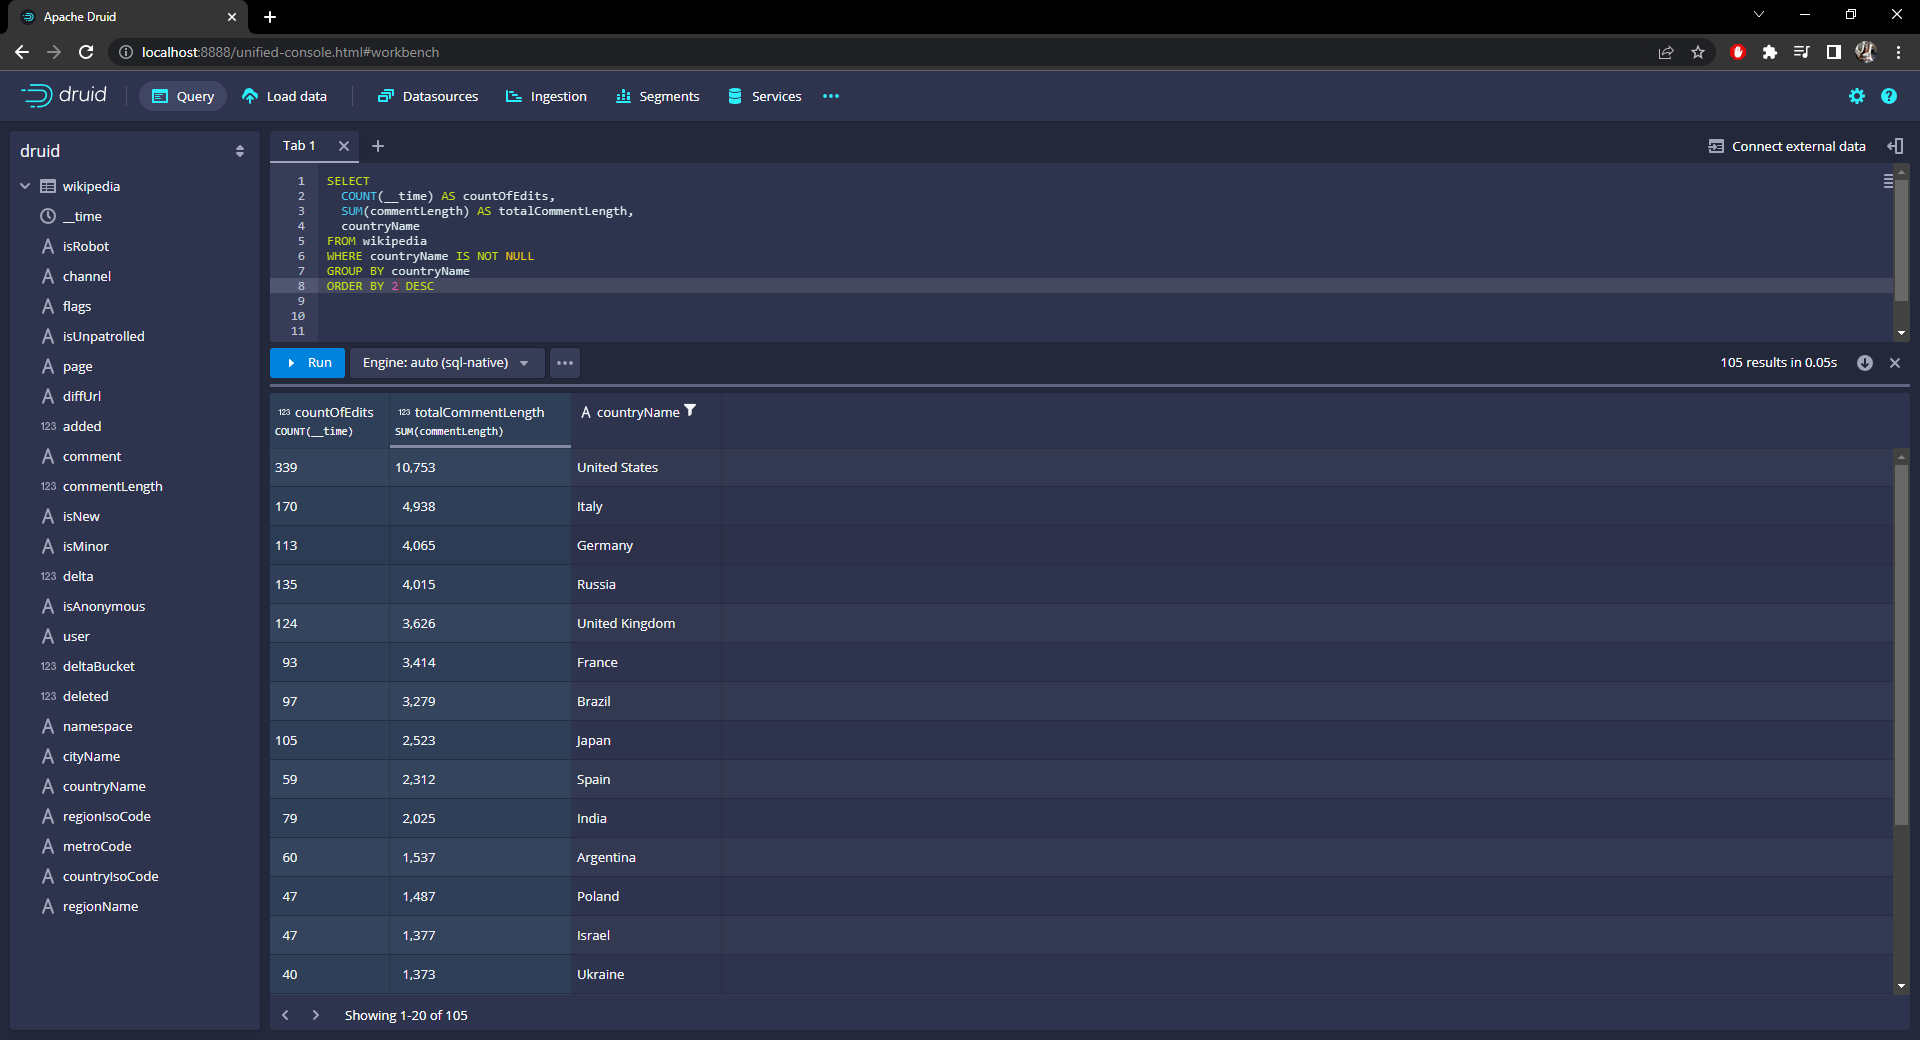 Apache Druid
localhost:8888/unified-console.html#workbench
druid
Query
Load data
Datasources
Ingestion
Segments
Services
druid
wikipedia
__time
A isRobot
A channel
A flags
A isUnpatrolled
A page
A diffUrl
123 added
A comment
123 commentLength
A isNew
A isMinor
123 delta
A isAnonymous
A user
123 deltaBucket
123 deleted
A namespace
A cityName
A countryName
A regionIsoCode
A metroCode
A countryIsoCode
A regionName
Tab 1
Connect external data
1 SELECT
2 COUNT(__time) AS countOfEdits,
3 SUM(commentLength) AS totalCommentLength,
4 countryName
5 FROM wikipedia
6 WHERE countryName IS NOT NULL
7 GROUP BY countryName
8 ORDER BY 2 DESC
9
10
11
Run
Engine: auto (sql-native)
105 results in 0.05s
123 countOfEdits 123 totalCommentLength A countryName
COUNT(__time) SUM(commentLength)
339 10,753 United States
170 4,938 Italy
113 4,065 Germany
135 4,015 Russia
124 3,626 United Kingdom
93 3,414 France
97 3,279 Brazil
105 2,523 Japan
59 2,312 Spain
79 2,025 India
60 1,537 Argentina
47 1,487 Poland
47 1,377 Israel
40 1,373 Ukraine
Showing 1-20 of 105